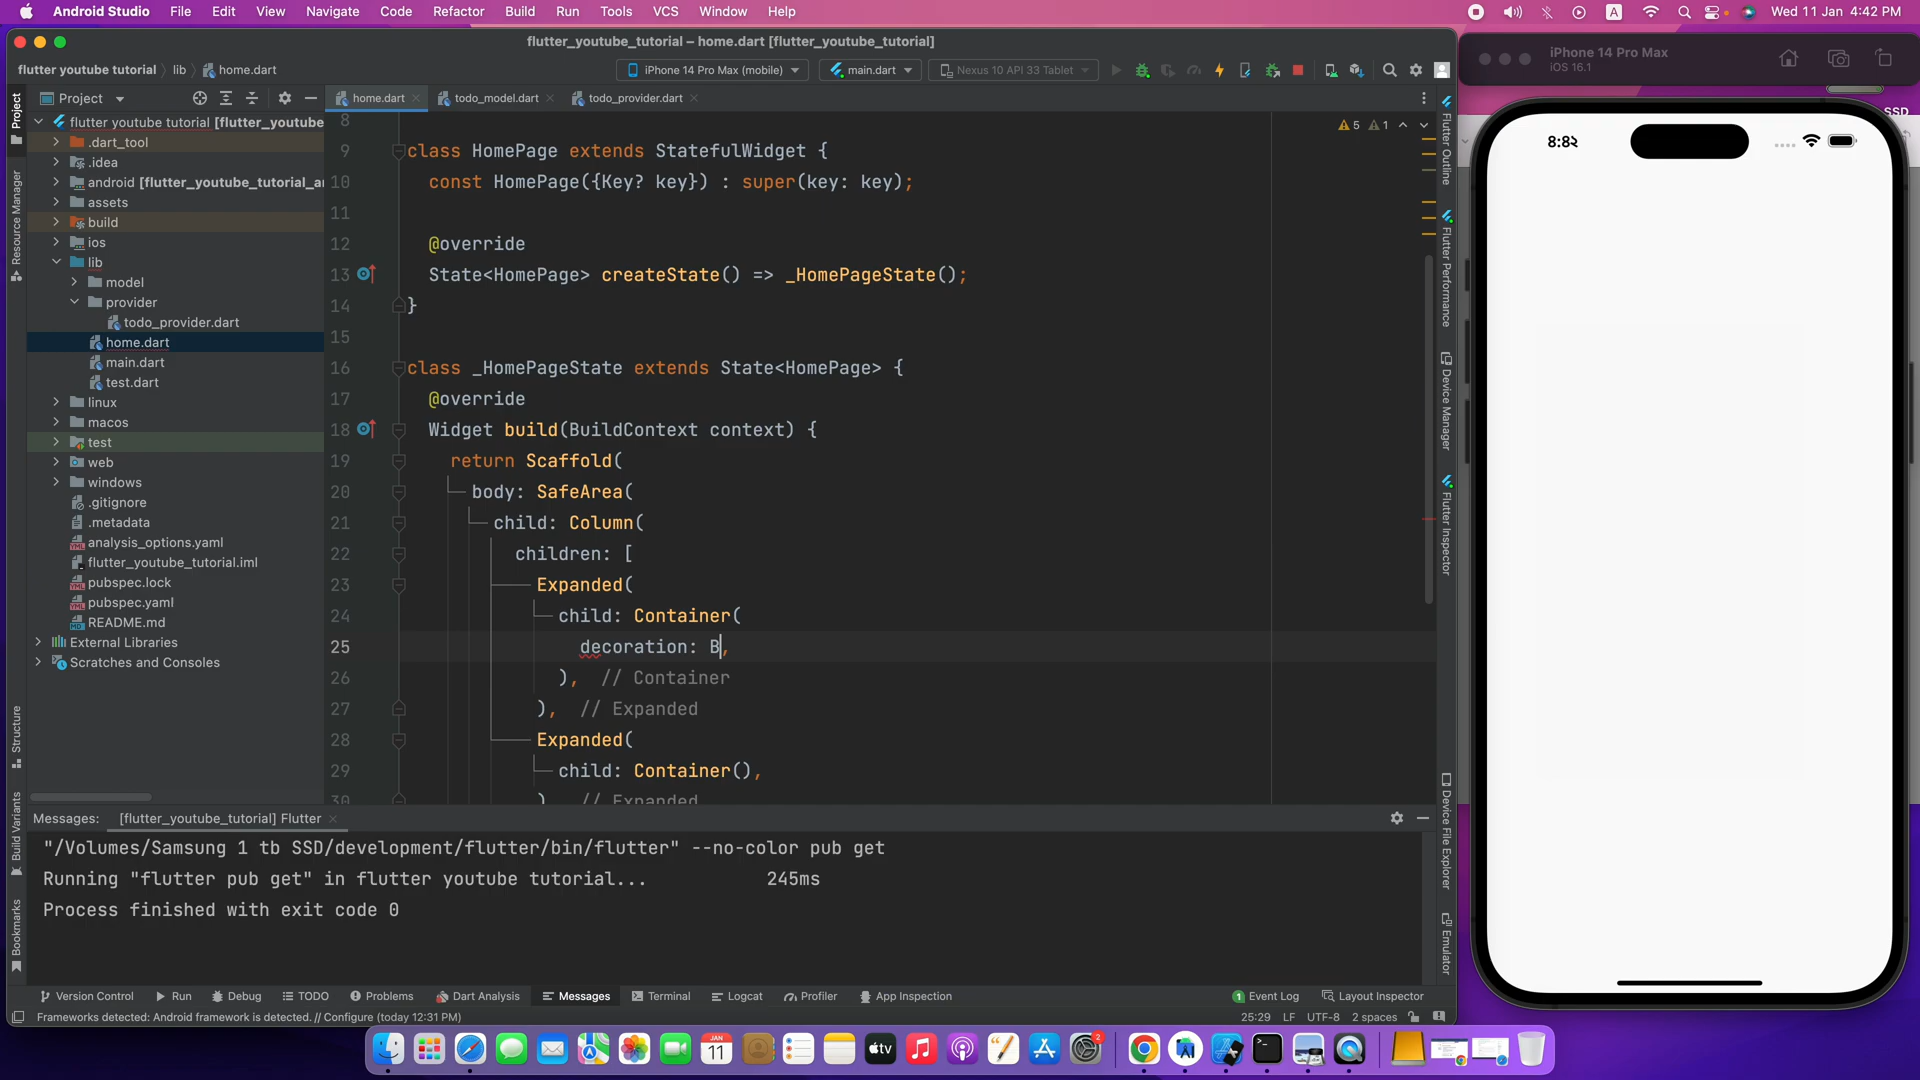 Android Studio File Edit View Navigate Code Refactor Build Run Tools VCS Window Help A Wed 11 Jan 4:42 PM
flutter_youtube_tutorial – home.dart [flutter_youtube_tutorial]
iPhone 14 Pro Max
iOS 16.1
flutter youtube tutorial lib home.dart iPhone 14 Pro Max (mobile) main.dart Nexus 10 API 33 Tablet
Project home.dart todo_model.dart todo_provider.dart
SSD
5 1
flutter youtube tutorial [flutter_youtube
.dart_tool
.idea
android [flutter_youtube_tutorial_a
assets
build
ios
lib
model
provider
todo_provider.dart
home.dart
main.dart
test.dart
linux
macos
test
web
windows
.gitignore
.metadata
analysis_options.yaml
flutter_youtube_tutorial.iml
pubspec.lock
pubspec.yaml
README.md
External Libraries
Scratches and Consoles
8
9 class HomePage extends StatefulWidget {
10 const HomePage({Key? key}) : super(key: key);
11
12 @override
13 State<HomePage> createState() => _HomePageState();
14 }
15
16 class _HomePageState extends State<HomePage> {
17 @override
18 Widget build(BuildContext context) {
19 return Scaffold(
20 body: SafeArea(
21 child: Column(
22 children: [
23 Expanded(
24 child: Container(
25 decoration: B,
26 ), // Container
27 ), // Expanded
28 Expanded(
29 child: Container(),
30 ) // Expanded
Project
Resource Manager
Structure
Build Variants
Bookmarks
Flutter Outline
Flutter Performance
Device Manager
Flutter Inspector
Device File Explorer
Emulator
Messages: [flutter_youtube_tutorial] Flutter
"/Volumes/Samsung 1 tb SSD/development/flutter/bin/flutter" --no-color pub get
Running "flutter pub get" in flutter youtube tutorial... 245ms
Process finished with exit code 0
Version Control Run Debug TODO Problems Dart Analysis Messages Terminal Logcat Profiler App Inspection 1 Event Log Layout Inspector
Frameworks detected: Android framework is detected. // Configure (today 12:31 PM) 25:29 LF UTF-8 2 spaces
JAN
11
tv
2